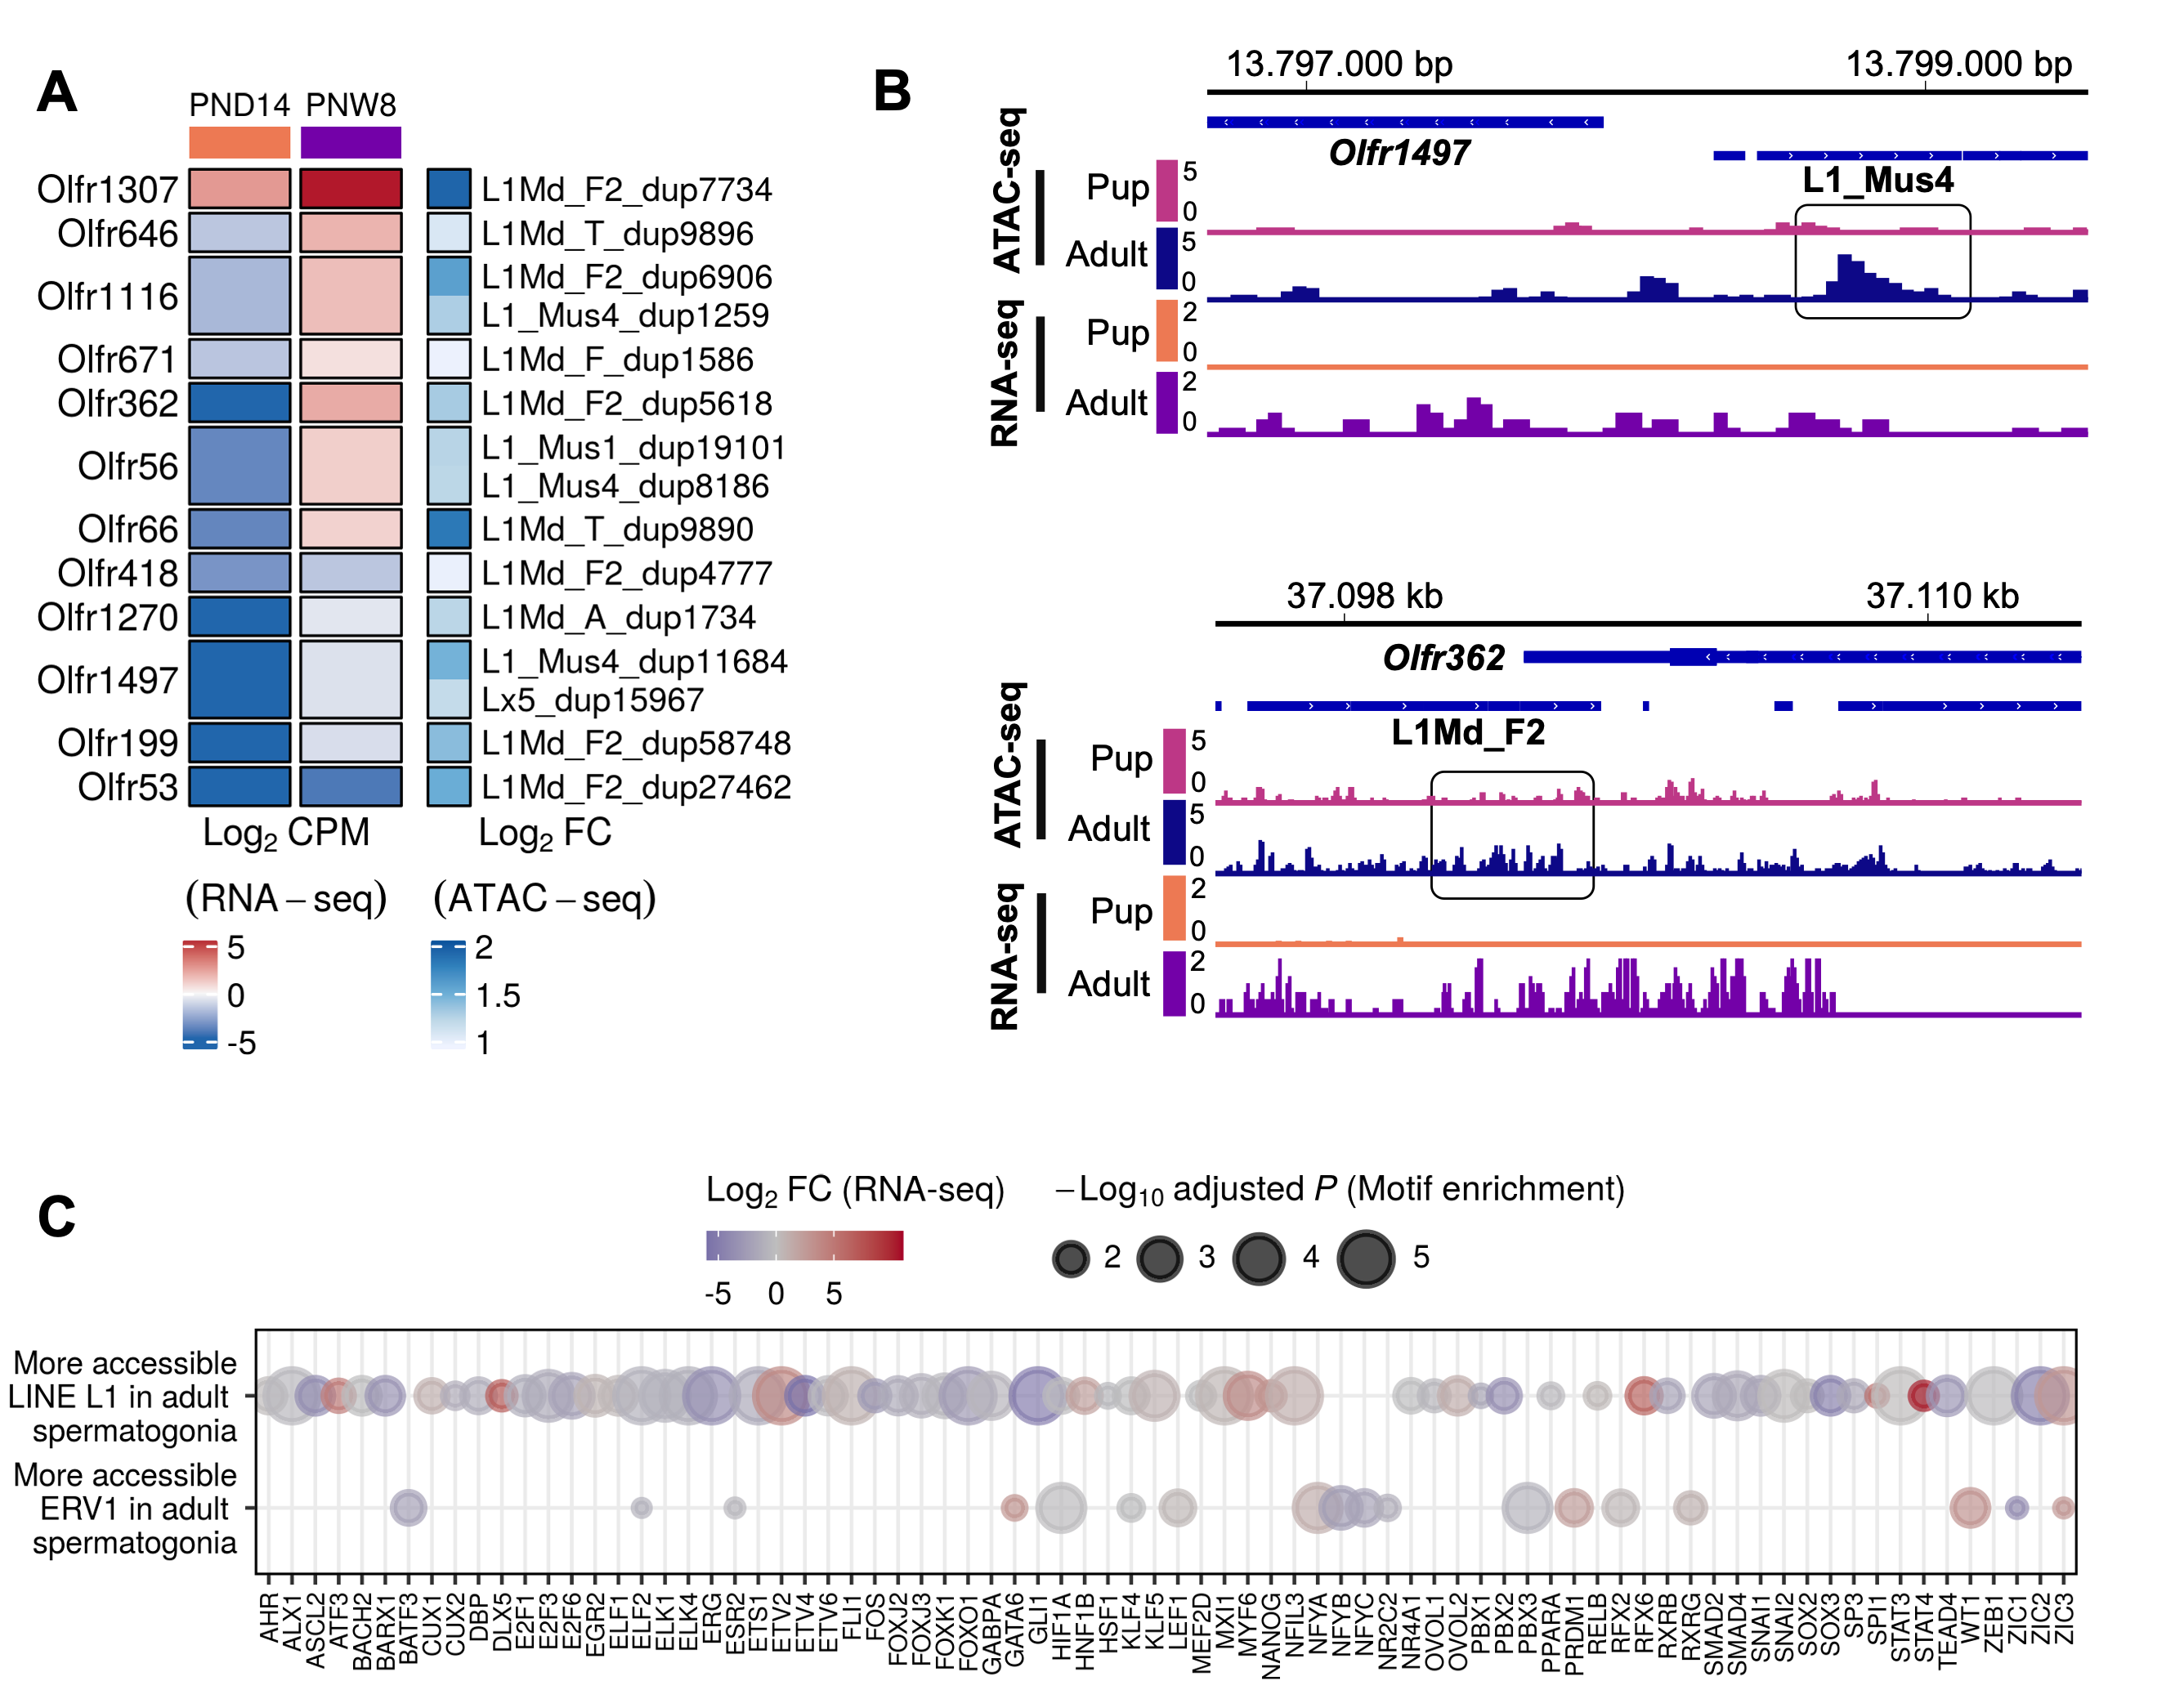 A
PND14 PNW8
Olfr1307
Olfr646
Olfr1116
Olfr671
Olfr362
Olfr56
Olfr66
Olfr418
Olfr1270
Olfr1497
Olfr199
Olfr53
L1Md_F2_dup7734
L1Md_T_dup9896
L1Md_F2_dup6906
L1_Mus4_dup1259
L1Md_F_dup1586
L1Md_F2_dup5618
L1_Mus1_dup19101
L1_Mus4_dup8186
L1Md_T_dup9890
L1Md_F2_dup4777
L1Md_A_dup1734
L1_Mus4_dup11684
Lx5_dup15967
L1Md_F2_dup58748
L1Md_F2_dup27462
Log2 CPM
(RNA – seq)
5
0
-5
Log2 FC
(ATAC – seq)
2
1.5
1
B
13.797.000 bp 13.799.000 bp
Olfr1497
L1_Mus4
ATAC-seq
Pup 5 0
Adult 5 0
RNA-seq
Pup 2 0
Adult 2 0
37.098 kb 37.110 kb
Olfr362
L1Md_F2
ATAC-seq
Pup 5 0
Adult 5 0
RNA-seq
Pup 2 0
Adult 2 0
C
Log2 FC (RNA-seq)
-5 0 5
–Log10 adjusted P (Motif enrichment)
2 3 4 5
More accessible
LINE L1 in adult
spermatogonia
More accessible
ERV1 in adult
spermatogonia
AHR
ALX1
ASCL2
ATF3
BACH2
BARX1
BATF3
CUX1
CUX2
DBP
DLX5
E2F1
E2F3
E2F6
EGR2
ELF1
ELF2
ELK1
ELK4
ERG
ESR2
ETS1
ETV2
ETV4
ETV6
FLI1
FOS
FOXJ2
FOXJ3
FOXK1
FOXO1
GABPA
GATA6
GLI1
HIF1A
HNF1B
HSF1
KLF4
KLF5
LEF1
MEF2D
MXI1
MYF6
NANOG
NFIL3
NFYA
NFYB
NFYC
NR2C2
NR4A1
OVOL1
OVOL2
PBX1
PBX2
PBX3
PPARA
PRDM1
RELB
RFX2
RFX6
RXRB
RXRG
SMAD2
SMAD4
SNAI1
SNAI2
SOX2
SOX3
SP3
SPI1
STAT3
STAT4
TEAD4
WT1
ZEB1
ZIC1
ZIC2
ZIC3